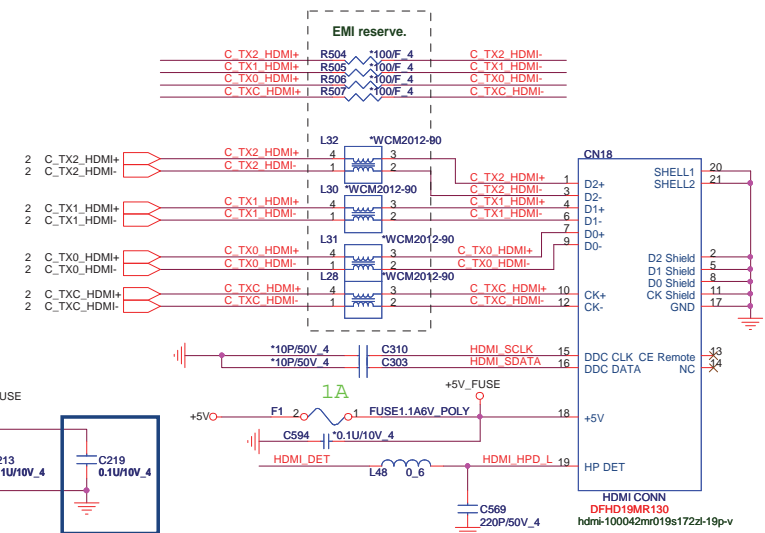 EMI reserve.
C_TX2_HDMI+ R504 *100/F_4 C_TX2_HDMI-
C_TX1_HDMI+ R505 *100/F_4 C_TX1_HDMI-
C_TX0_HDMI+ R506 *100/F_4 C_TX0_HDMI-
C_TXC_HDMI+ R507 *100/F_4 C_TXC_HDMI-
L32 *WCM2012-90
2 C_TX2_HDMI+ C_TX2_HDMI+ 4 3
2 C_TX2_HDMI- C_TX2_HDMI- 1 2
C_TX2_HDMI+ 1 D2+
C_TX2_HDMI- 3 D2-
L30 *WCM2012-90
2 C_TX1_HDMI+ C_TX1_HDMI+ 4 3 C_TX1_HDMI+ 4 D1+
2 C_TX1_HDMI- C_TX1_HDMI- 1 2 C_TX1_HDMI- 6 D1-
7 D0+
9 D0-
L31 *WCM2012-90
2 C_TX0_HDMI+ C_TX0_HDMI+ 4 3 C_TX0_HDMI+
2 C_TX0_HDMI- C_TX0_HDMI- 1 2 C_TX0_HDMI-
L28 *WCM2012-90
2 C_TXC_HDMI+ C_TXC_HDMI+ 4 3 C_TXC_HDMI+ 10 CK+
2 C_TXC_HDMI- C_TXC_HDMI- 1 2 C_TXC_HDMI- 12 CK-
CN18
SHELL1 20
SHELL2 21
D2 Shield 2
D1 Shield 5
D0 Shield 8
CK Shield 11
GND 17
*10P/50V_4 C310 HDMI_SCLK 15 DDC CLK CE Remote 13
*10P/50V_4 C303 HDMI_SDATA 16 DDC DATA NC 14
1A
+5V_FUSE
+5V F1 2 1 FUSE1.1A6V_POLY 18 +5V
C594 *0.1U/10V_4
HDMI_DET L48 0_6 HDMI_HPD_L 19 HP DET
C569
220P/50V_4
HDMI CONN
DFHD19MR130
hdmi-100042mr019s172zl-19p-v
USE
213
1U/10V_4
C219
0.1U/10V_4